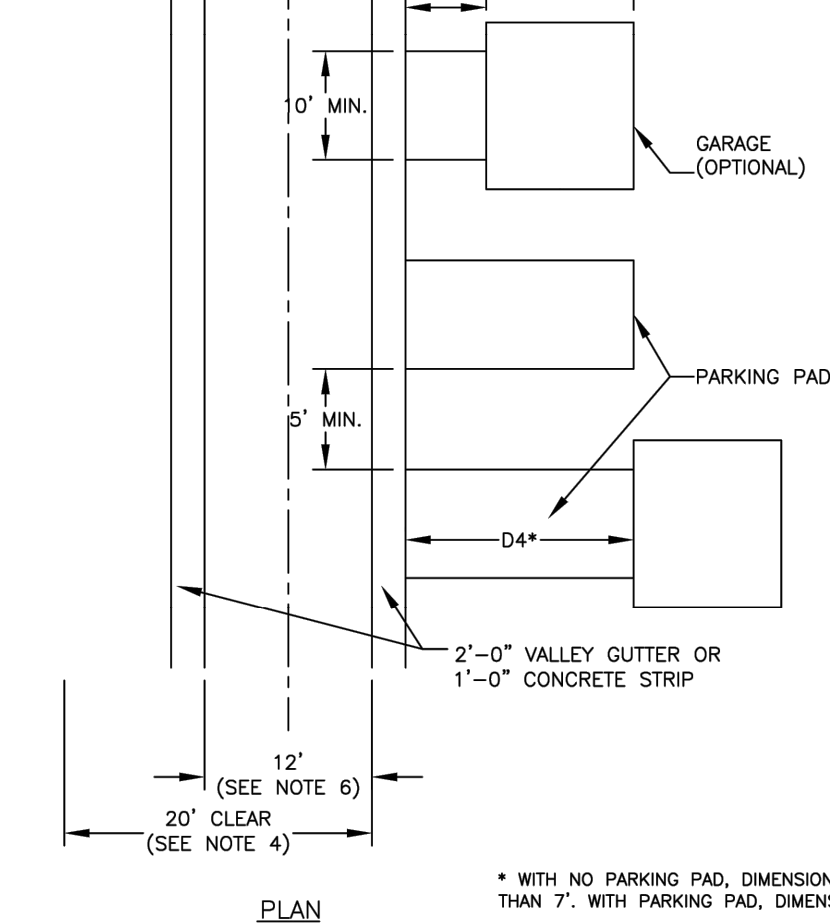 10' MIN.
GARAGE
(OPTIONAL)
PARKING PAD
5' MIN.
D4*
2'-0" VALLEY GUTTER OR
1'-0" CONCRETE STRIP
12'
(SEE NOTE 6)
20' CLEAR
(SEE NOTE 4)
* WITH NO PARKING PAD, DIMENSION
THAN 7'. WITH PARKING PAD, DIMENS
PLAN